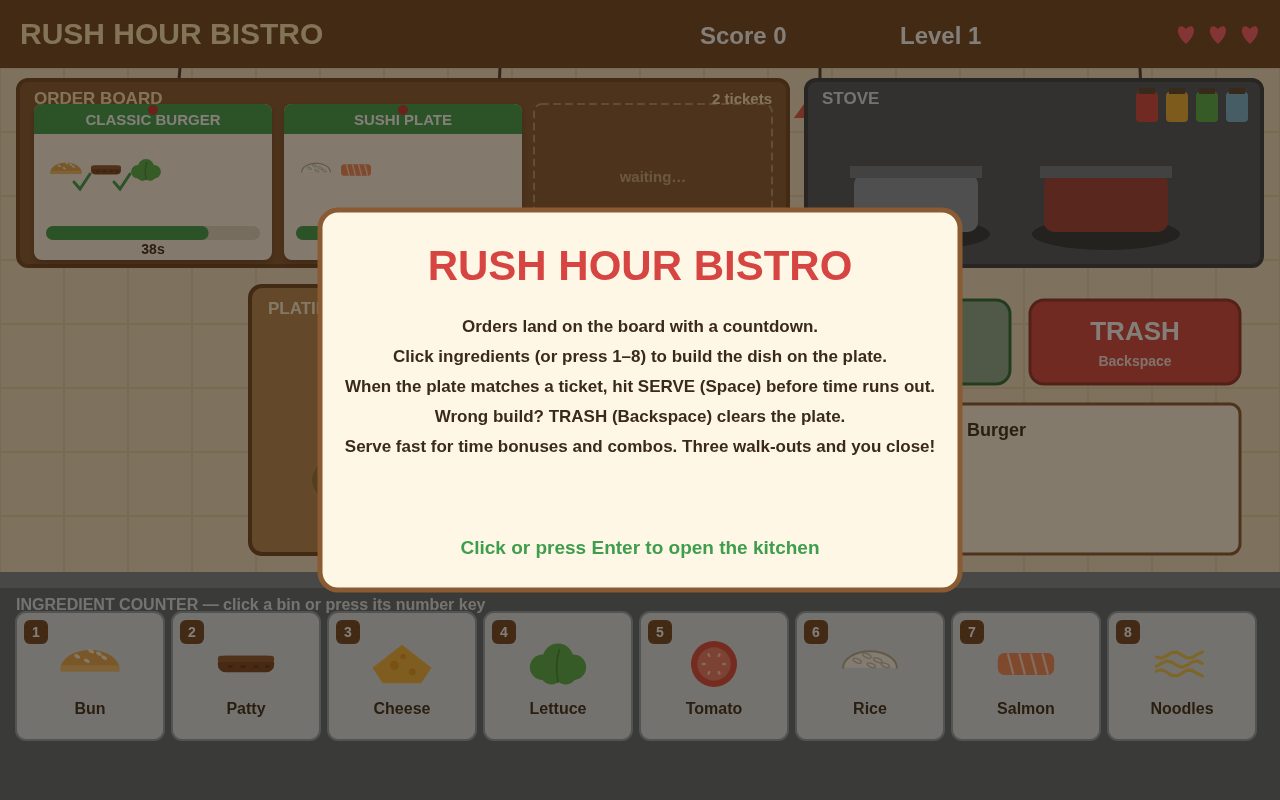 RUSH HOUR BISTRO
Score 0
Level 1
ORDER BOARD
2 tickets
CLASSIC BURGER
SUSHI PLATE
waiting…
38s
STOVE
RUSH HOUR BISTRO
Orders land on the board with a countdown.
Click ingredients (or press 1–8) to build the dish on the plate.
When the plate matches a ticket, hit SERVE (Space) before time runs out.
Wrong build? TRASH (Backspace) clears the plate.
Serve fast for time bonuses and combos. Three walk-outs and you close!
Click or press Enter to open the kitchen
TRASH
Backspace
Burger
INGREDIENT COUNTER — click a bin or press its number key
1
2
3
4
5
6
7
8
Bun
Patty
Cheese
Lettuce
Tomato
Rice
Salmon
Noodles